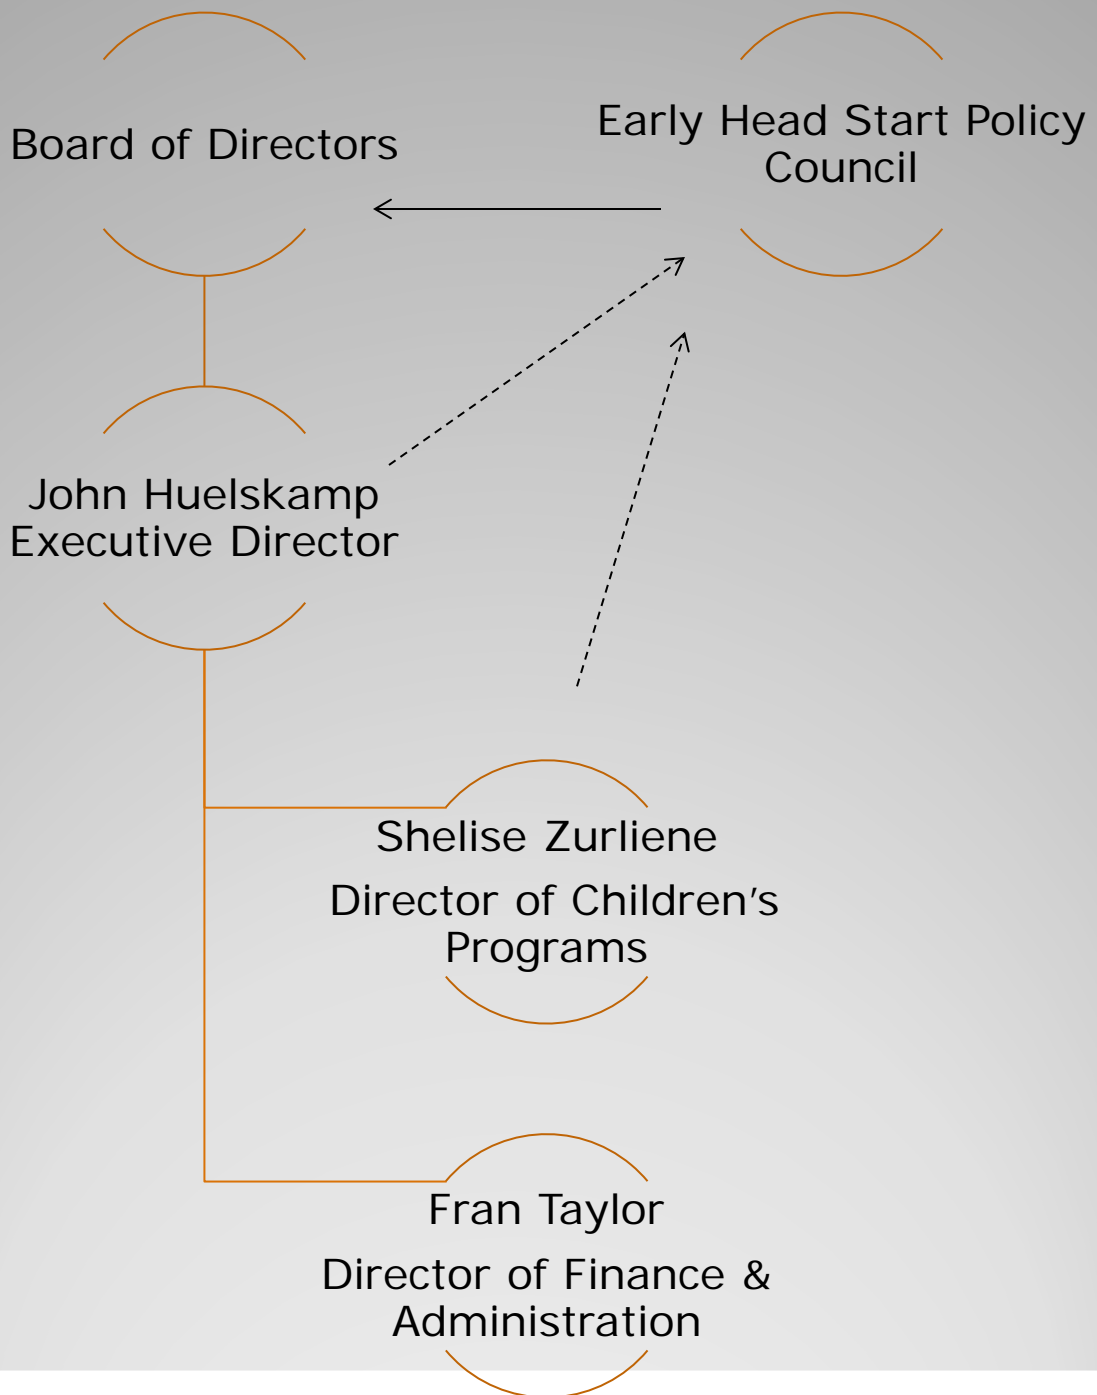 Board of Directors
Early Head Start Policy
Council
John Huelskamp
Executive Director
Shelise Zurliene
Director of Children's
Programs
Fran Taylor
Director of Finance &
Administration